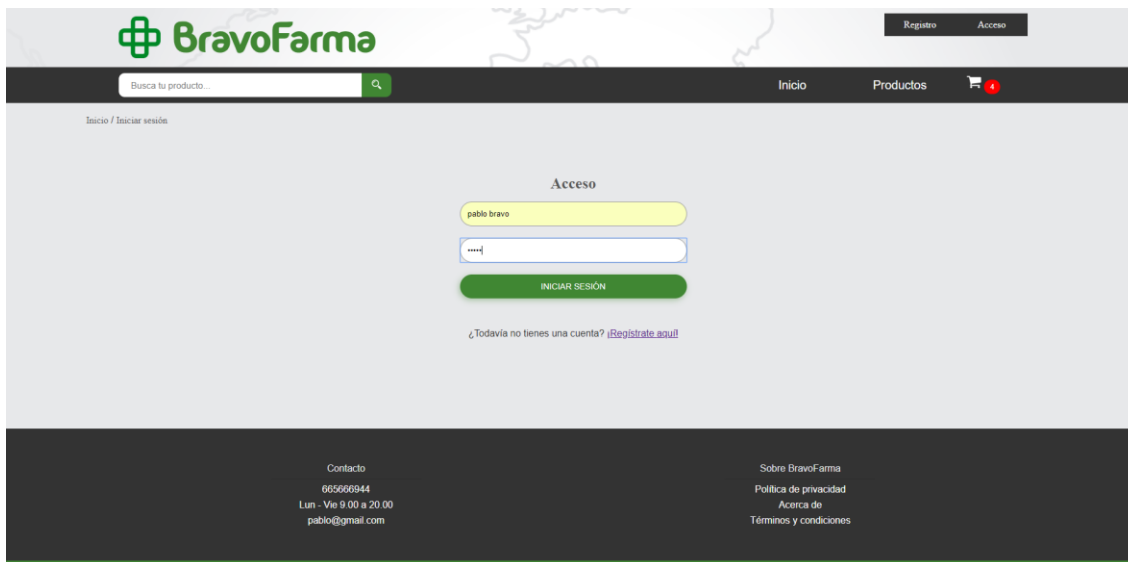 BravoFarma
Registro Acceso
Busca tu producto...
Inicio Productos 4
Inicio / Iniciar sesión
Acceso
pablo bravo
•••••
INICIAR SESIÓN
¿Todavía no tienes una cuenta? ¡Regístrate aquí!
Contacto
665666944
Lun - Vie 9.00 a 20.00
pablo@gmail.com
Sobre BravoFarma
Política de privacidad
Acerca de
Términos y condiciones